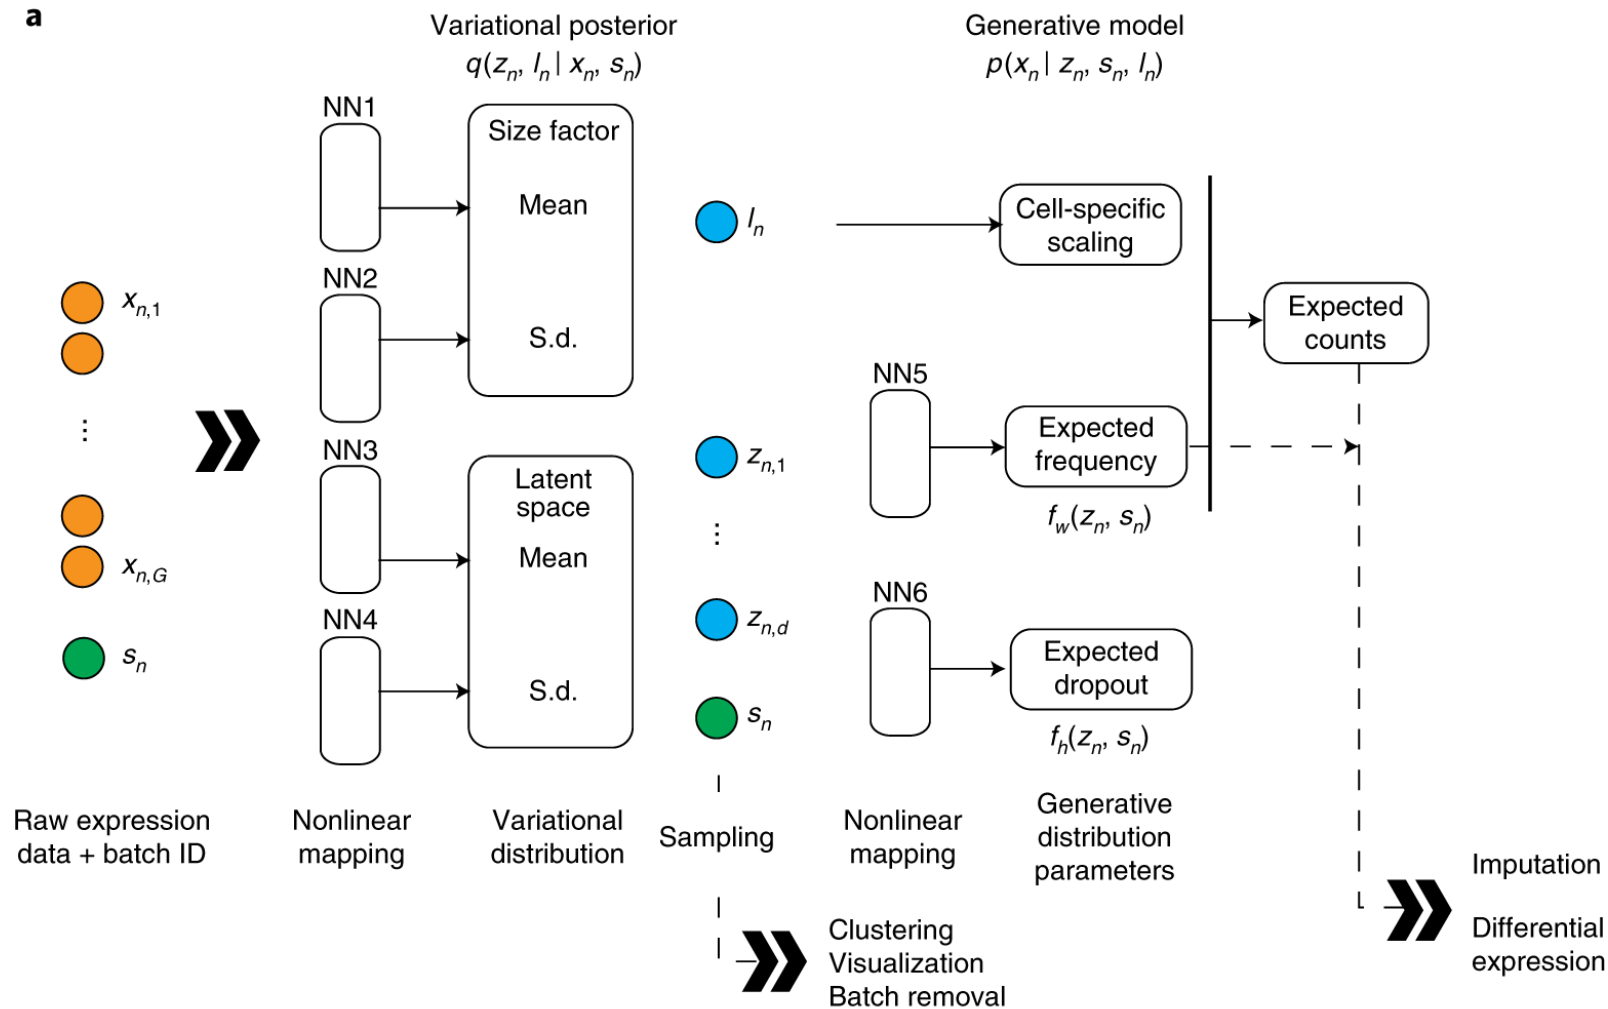 a
Variational posterior
q(zn, ln | xn, sn)
Generative model
p(xn | zn, sn, ln)
NN1
Size factor
Mean
S.d.
NN2
NN3
Latent
space
Mean
S.d.
NN4
xn,1
⋮
xn,G
sn
ln
zn,1
⋮
zn,d
sn
Cell-specific
scaling
NN5
Expected
frequency
fw(zn, sn)
NN6
Expected
dropout
fh(zn, sn)
Expected
counts
Raw expression
data + batch ID
Nonlinear
mapping
Variational
distribution
Sampling
Nonlinear
mapping
Generative
distribution
parameters
Clustering
Visualization
Batch removal
Imputation
Differential
expression